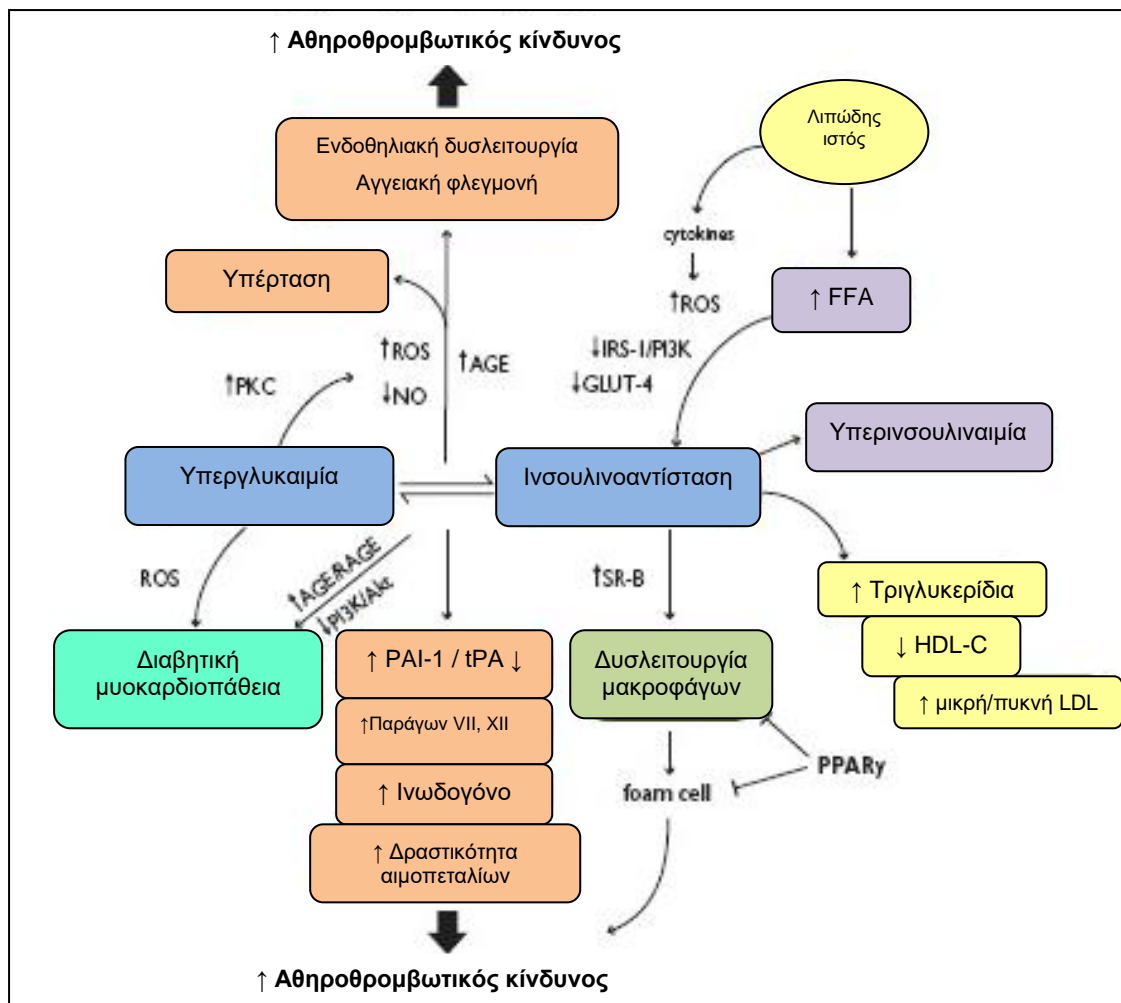 ↑ Αθηροθρομβωτικός κίνδυνος
Ενδοθηλιακή δυσλειτουργία
Αγγειακή φλεγμονή
Λιπώδης
ιστός
cytokines
↑ROS
Υπέρταση
↑ FFA
↑ROS
↓NO
↑AGE
↑PKC
↓IRS-1/PI3K
↓GLUT-4
Υπεργλυκαιμία
Ινσουλινοαντίσταση
Υπερινσουλιναιμία
ROS
↑AGE/RAGE
↓PI3K/Akt
↑SR-B
↑ Τριγλυκερίδια
↓ HDL-C
↑ μικρή/πυκνή LDL
Διαβητική
μυοκαρδιοπάθεια
↑ PAI-1 / tPA ↓
↑Παράγων VII, XII
↑ Ινωδογόνο
↑ Δραστικότητα
αιμοπεταλίων
Δυσλειτουργία
μακροφάγων
foam cell
PPARγ
↑ Αθηροθρομβωτικός κίνδυνος